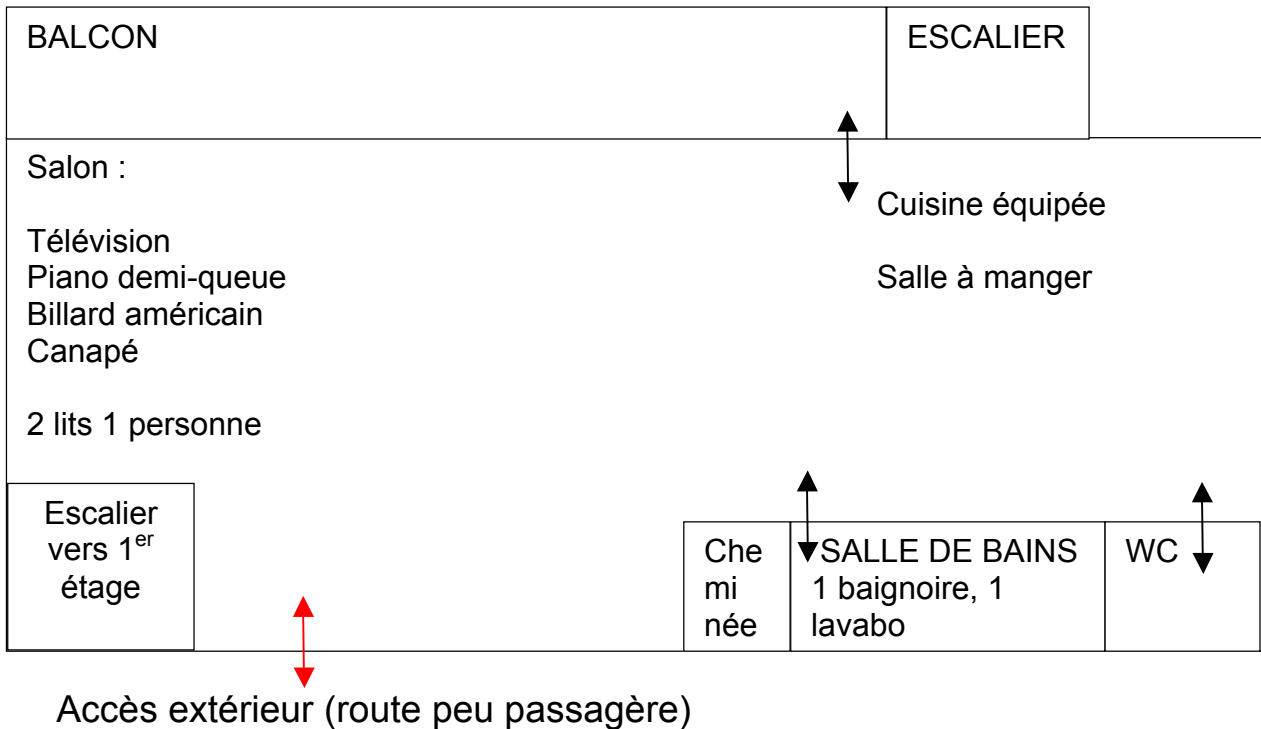 BALCON
ESCALIER
Salon :
Télévision
Piano demi-queue
Billard américain
Canapé
2 lits 1 personne
Cuisine équipée
Salle à manger
Escalier
vers 1er
étage
Che
mi
née
SALLE DE BAINS
1 baignoire, 1
lavabo
WC
Accès extérieur (route peu passagère)